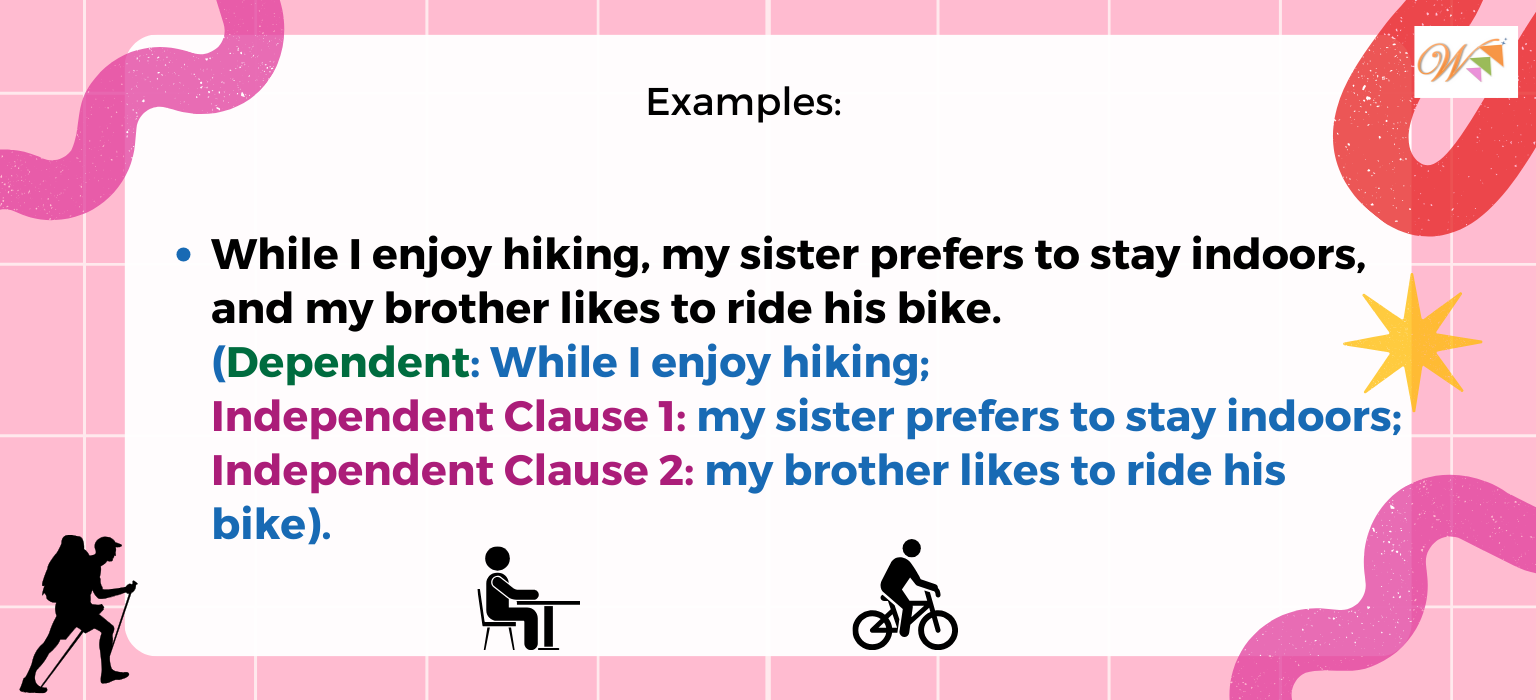 Examples:
W
• While I enjoy hiking, my sister prefers to stay indoors,
and my brother likes to ride his bike.
(Dependent: While I enjoy hiking;
Independent Clause 1: my sister prefers to stay indoors;
Independent Clause 2: my brother likes to ride his
bike).